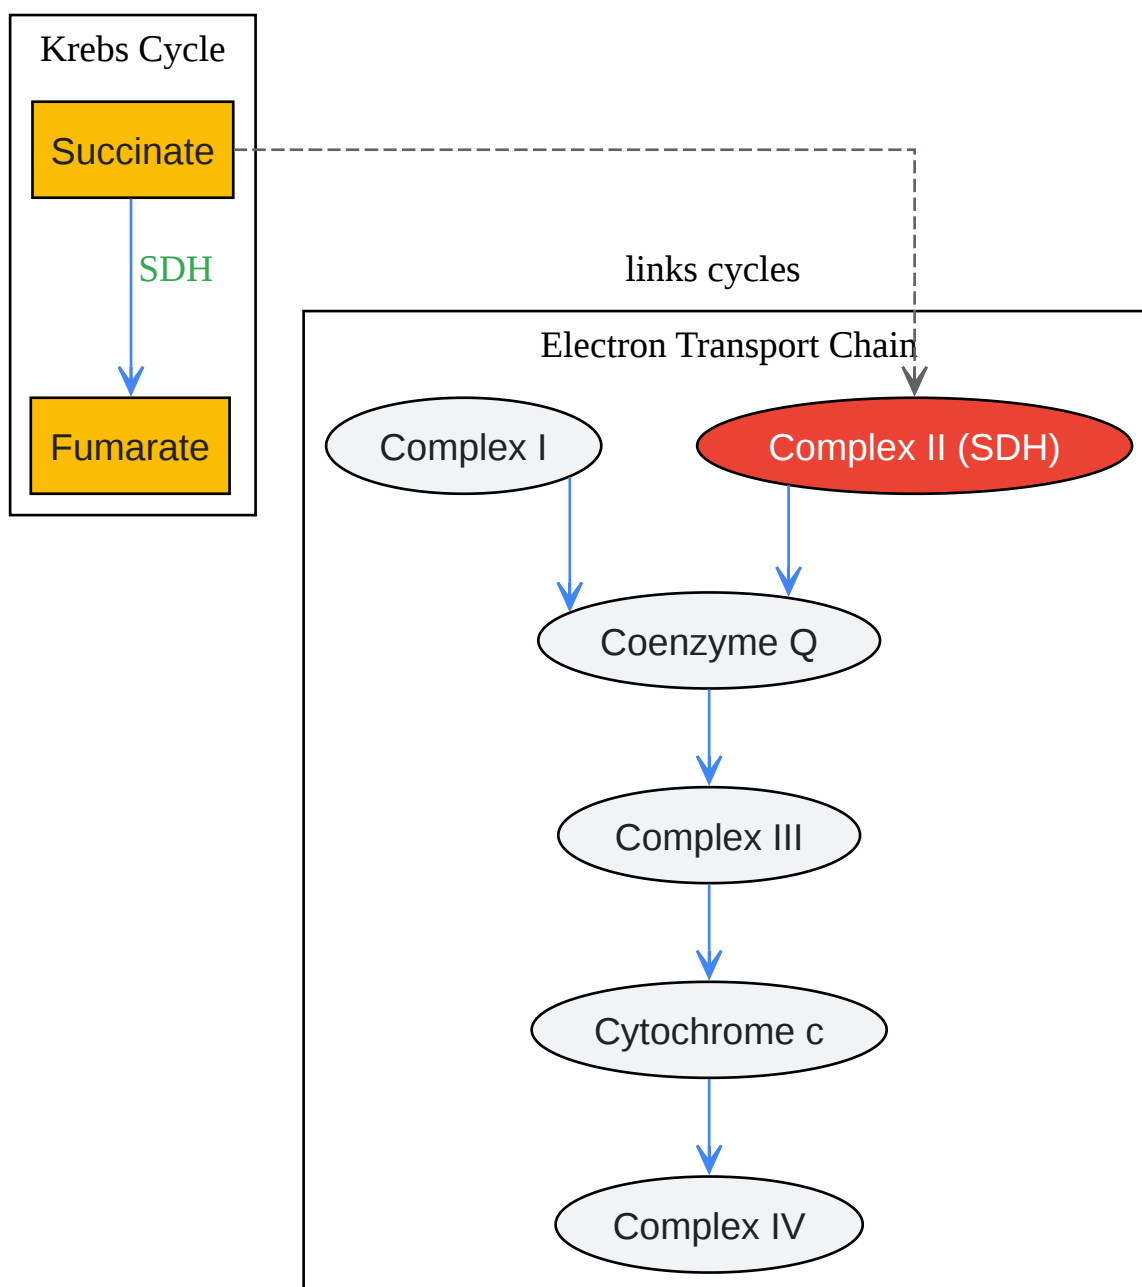 Krebs Cycle
Succinate
SDH
links cycles
Electron Transport Chain
Fumarate
Complex I
Complex II (SDH)
Coenzyme Q
Complex III
Cytochrome c
Complex IV